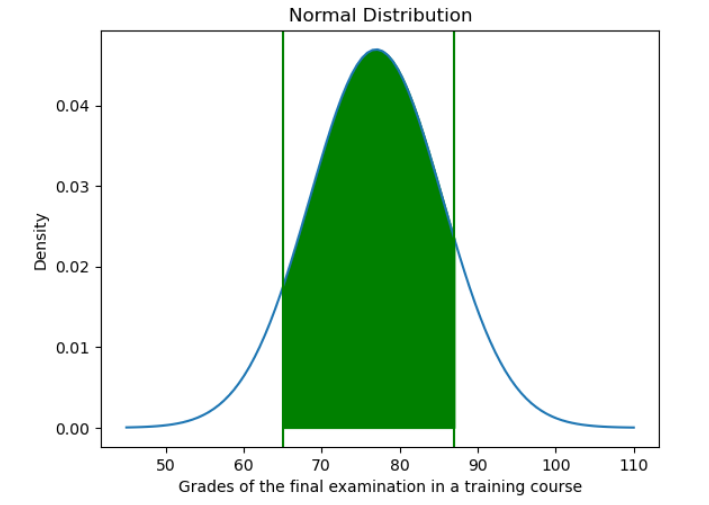 Normal Distribution
0.04
0.03
0.02
0.01
0.00
Density
50 60 70 80 90 100 110
Grades of the final examination in a training course